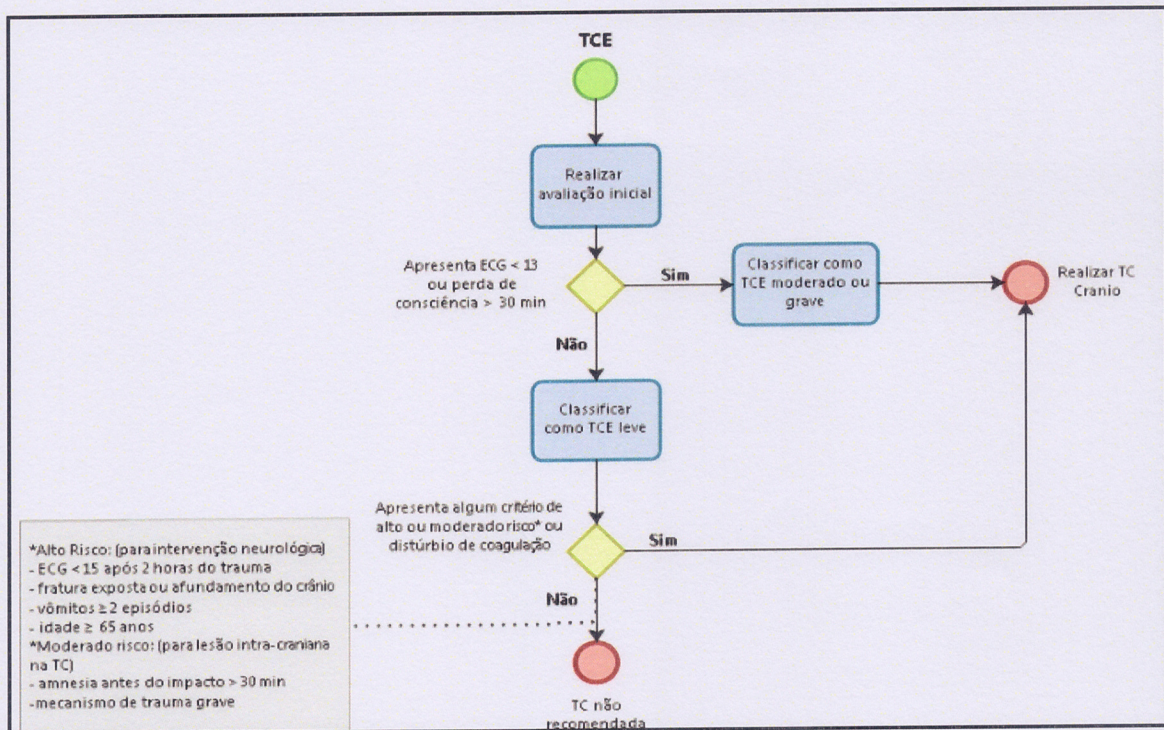 TCE
Realizar
avaliação inicial
Apresenta ECG < 13
ou perda de
consciência > 30 min
Sim
Classificar como
TCE moderado ou
grave
Realizar TC
Cranio
Não
Classificar
como TCE leve
Apresenta algum critério de
alto ou moderado risco* ou
distúrbio de coagulação
Sim
Não
*Alto Risco: (para intervenção neurológica)
- ECG <15 após 2 horas do trauma
- fratura exposta ou afundamento do crânio
- vômitos ≥ 2 episódios
- idade ≥ 65 anos
*Moderado risco: (para lesão intra-craniana
na TC)
- amnesia antes do impacto > 30 min
-mecanismo de trauma grave
TC não
recomendada